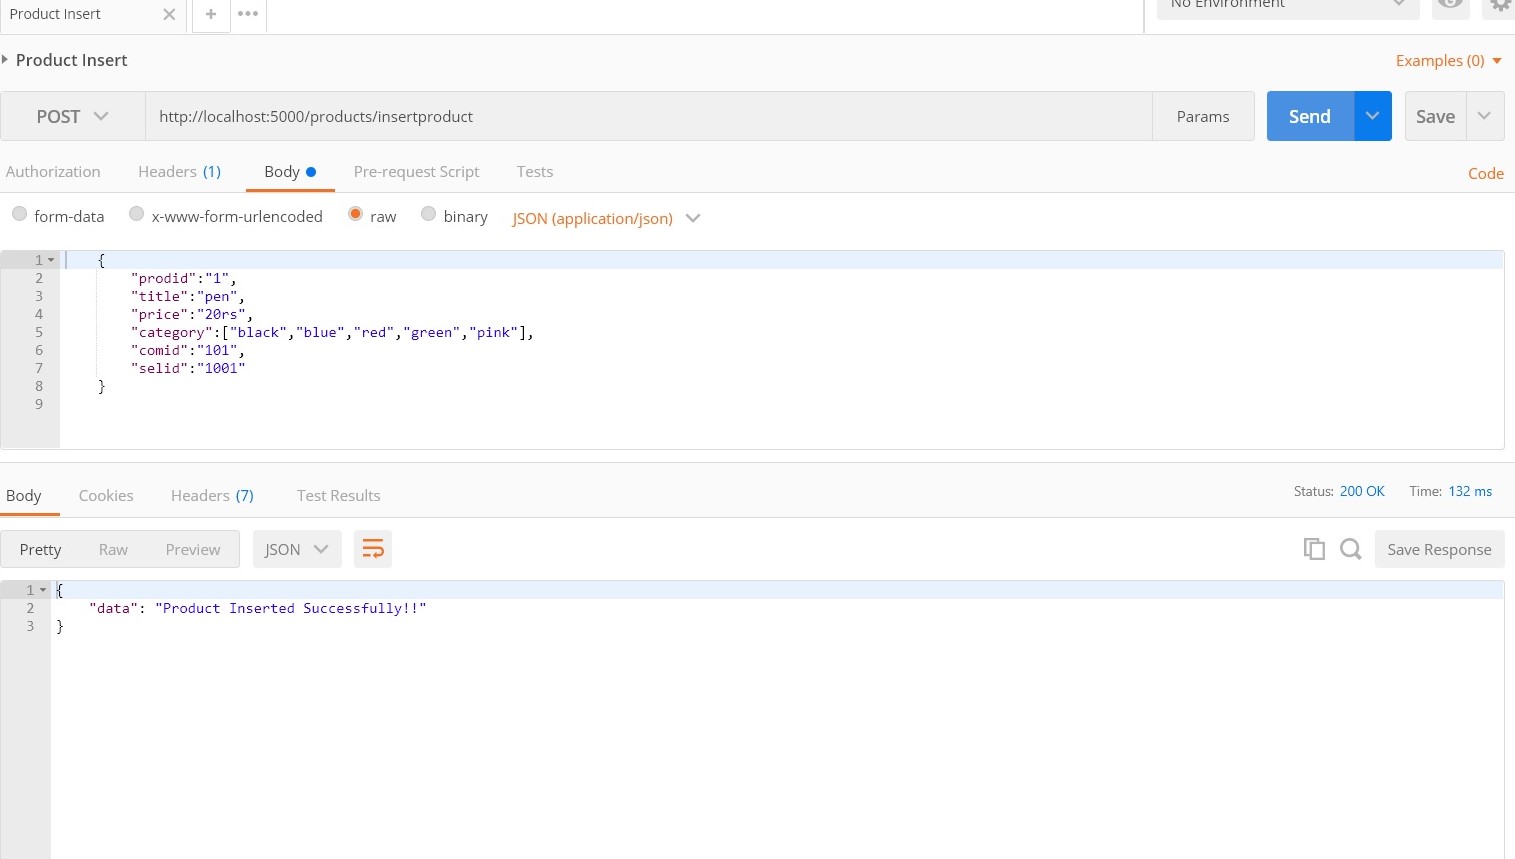 Product Insert
No Environment
Product Insert
Examples (0)
POST http://localhost:5000/products/insertproduct Params Send Save
Authorization Headers (1) Body Pre-request Script Tests Code
form-data x-www-form-urlencoded raw binary JSON (application/json)
1 {
2 "prodid":"1",
3 "title":"pen",
4 "price":"20rs",
5 "category":["black","blue","red","green","pink"],
6 "comid":"101",
7 "selid":"1001"
8 }
9
Body Cookies Headers (7) Test Results Status: 200 OK Time: 132 ms
Pretty Raw Preview JSON Save Response
1 {
2 "data": "Product Inserted Successfully!!"
3 }